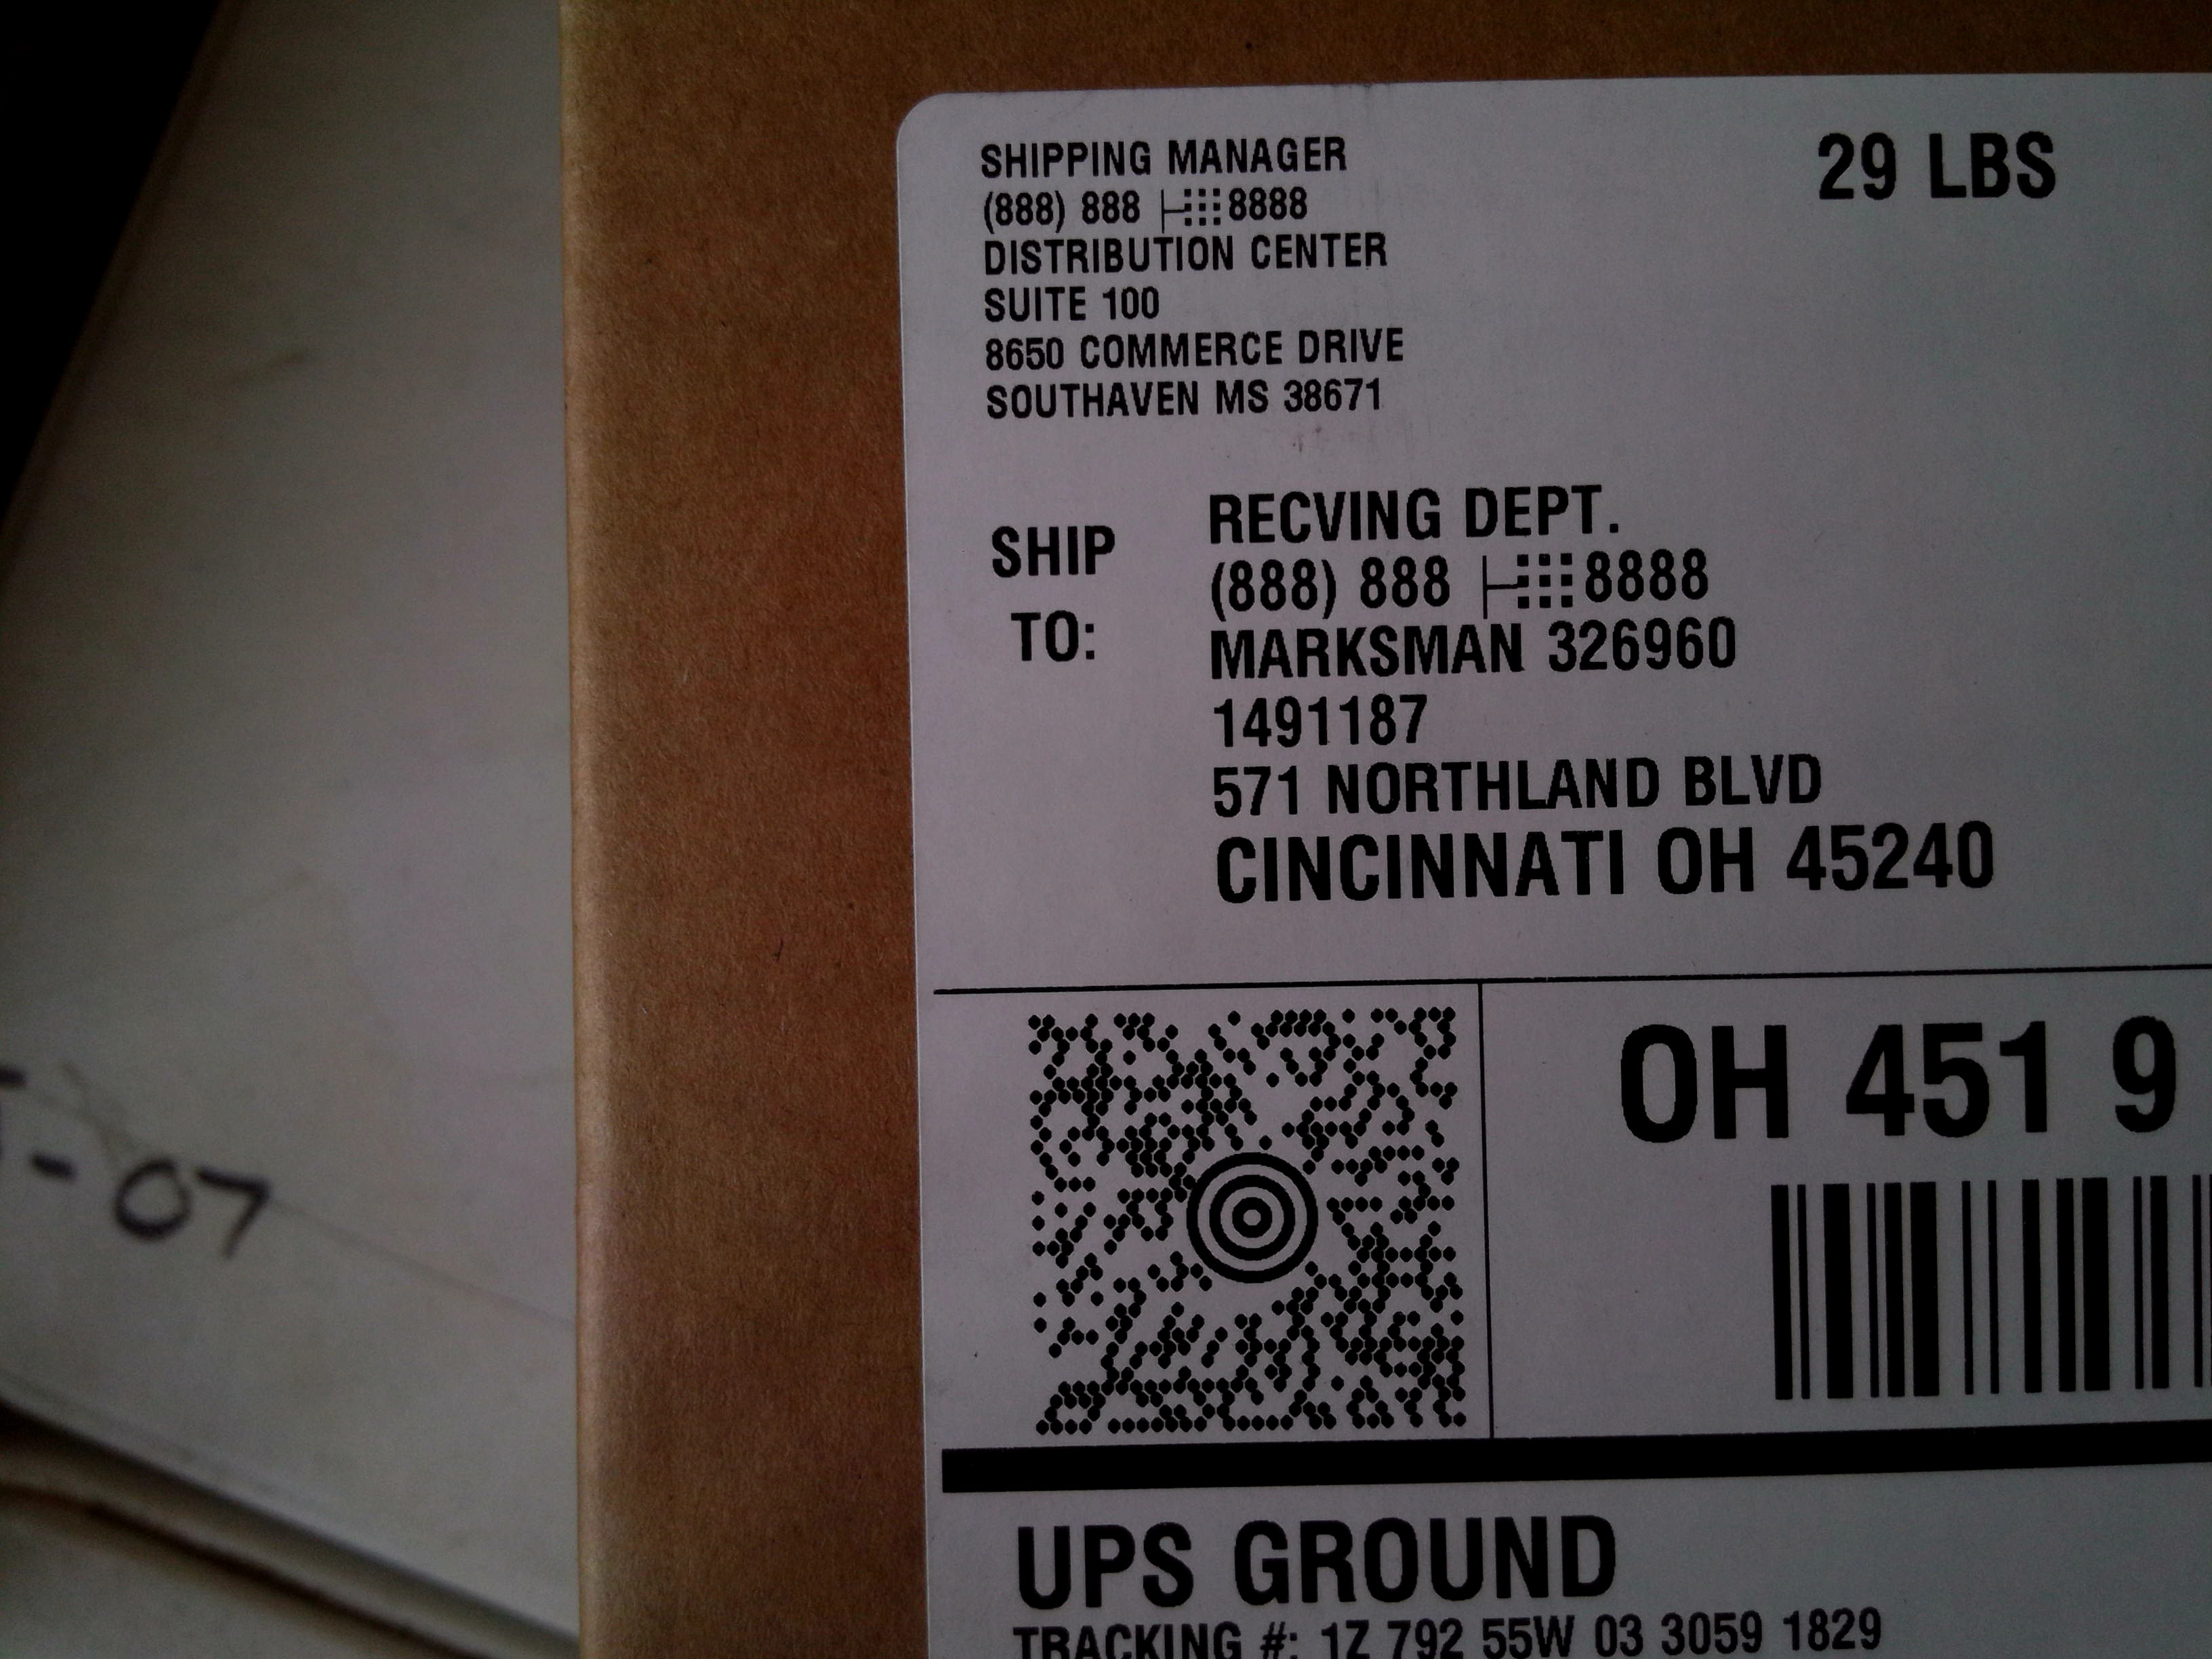 SHIPPING MANAGER
29 LBS
(888) 888 8888
DISTRIBUTION CENTER
SUITE 100
8650 COMMERCE DRIVE
SOUTHAVEN MS 38671
SHIP
TO:
RECVING DEPT.
(888) 888 8888
MARKSMAN 326960
1491187
571 NORTHLAND BLVD
CINCINNATI OH 45240
OH 451 9
UPS GROUND
TRACKING #: 1Z 792 55W 03 3059 1829
- 07